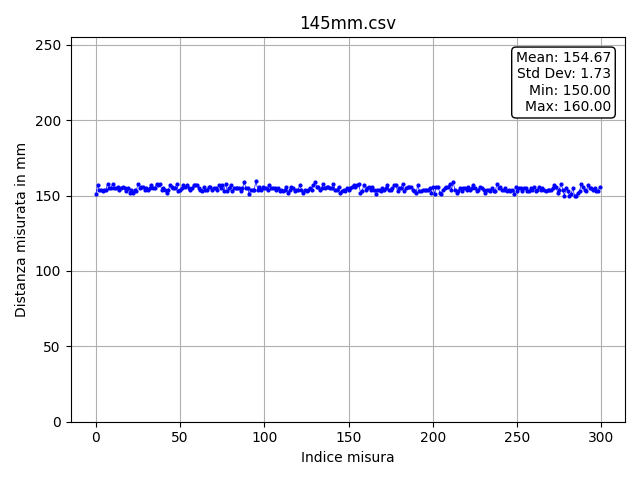 145mm.csv
250
200
150
100
50
0
Distanza misurata in mm
Mean: 154.67
Std Dev: 1.73
Min: 150.00
Max: 160.00
0 50 100 150 200 250 300
Indice misura